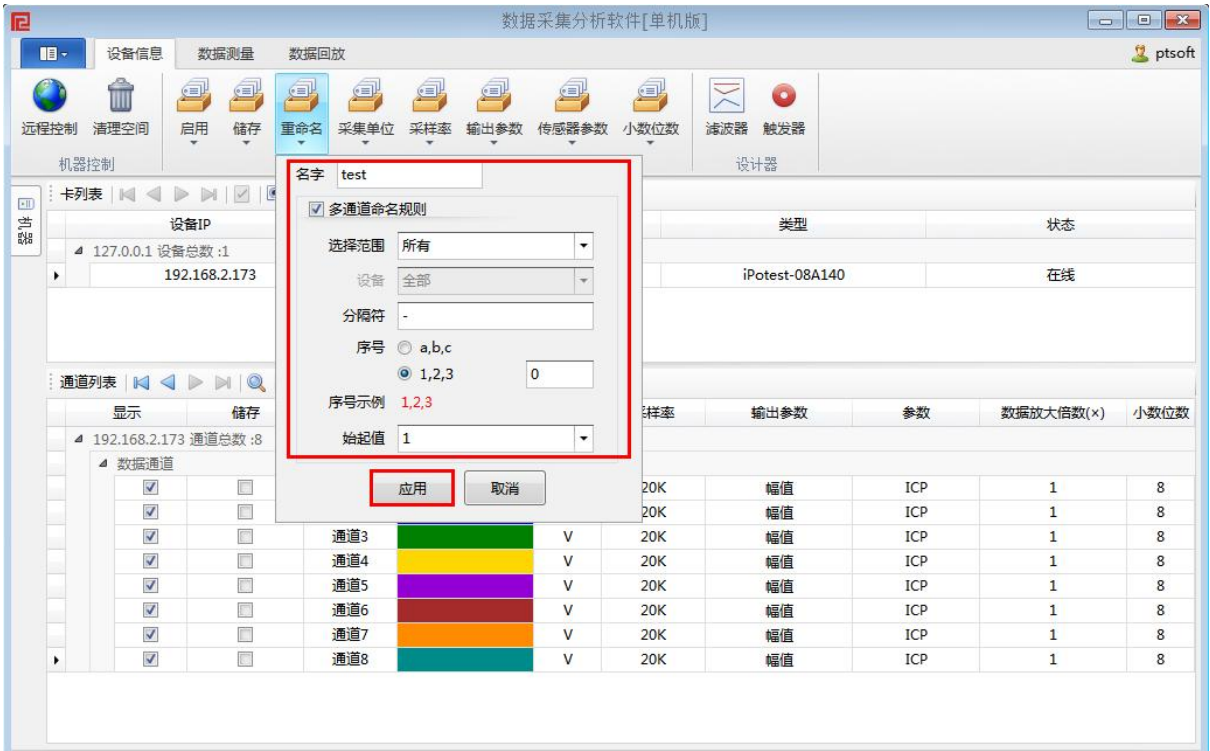 数据采集分析软件[单机版]
设备信息 数据测量 数据回放 ptsoft
远程控制 清理空间 启用 储存 重命名 采集单位 采样率 输出参数 传感器参数 小数位数 滤波器 触发器
机器控制 设计器
名字 test
卡列表
多通道命名规则
设备IP 类型 状态
选择范围 所有
127.0.0.1 设备总数 :1
192.168.2.173 iPotest-08A140 在线
设备 全部
分隔符 -
序号 a,b,c
1,2,3 0
通道列表
序号示例 1,2,3
显示 储存 样率 输出参数 参数 数据放大倍数(×) 小数位数
192.168.2.173 通道总数 :8
始起值 1
数据通道
应用 取消
20K 幅值 ICP 1 8
20K 幅值 ICP 1 8
通道3 V 20K 幅值 ICP 1 8
通道4 V 20K 幅值 ICP 1 8
通道5 V 20K 幅值 ICP 1 8
通道6 V 20K 幅值 ICP 1 8
通道7 V 20K 幅值 ICP 1 8
通道8 V 20K 幅值 ICP 1 8